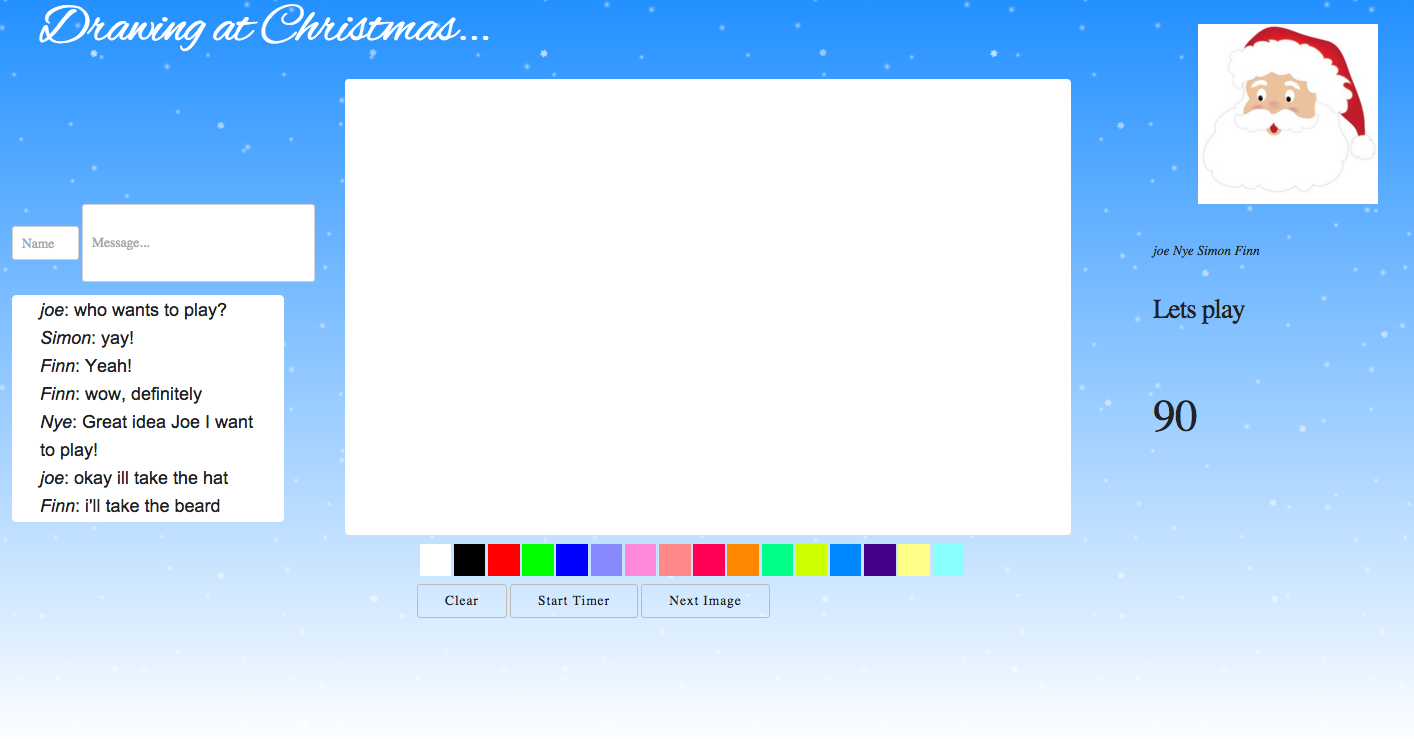 Drawing at Christmas...
Name
Message...
joe: who wants to play?
Simon: yay!
Finn: Yeah!
Finn: wow, definitely
Nye: Great idea Joe I want
to play!
joe: okay ill take the hat
Finn: i'll take the beard
Clear
Start Timer
Next Image
joe Nye Simon Finn
Lets play
90